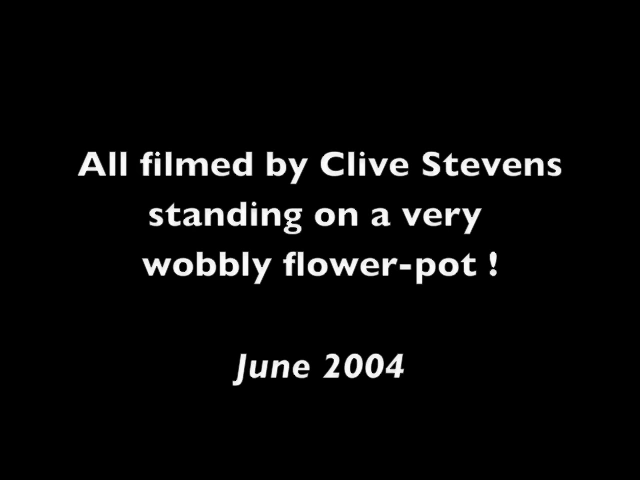 All filmed by Clive Stevens
standing on a very
wobbly flower-pot !
June 2004